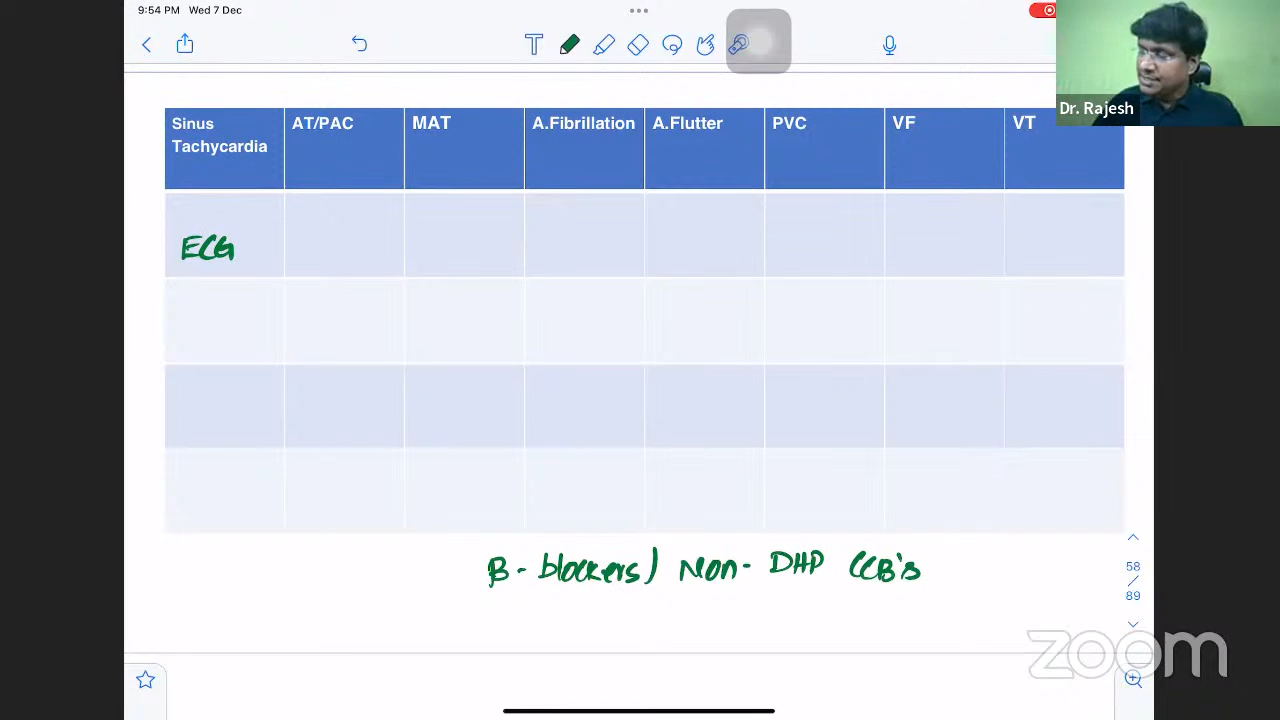 9:54 PM Wed 7 Dec
Dr. Rajesh
Sinus Tachycardia
AT/PAC
MAT
A.Fibrillation
A.Flutter
PVC
VF
VT
ECG
B - blockers) Non - DHP CCB's
58
/
89
zoom